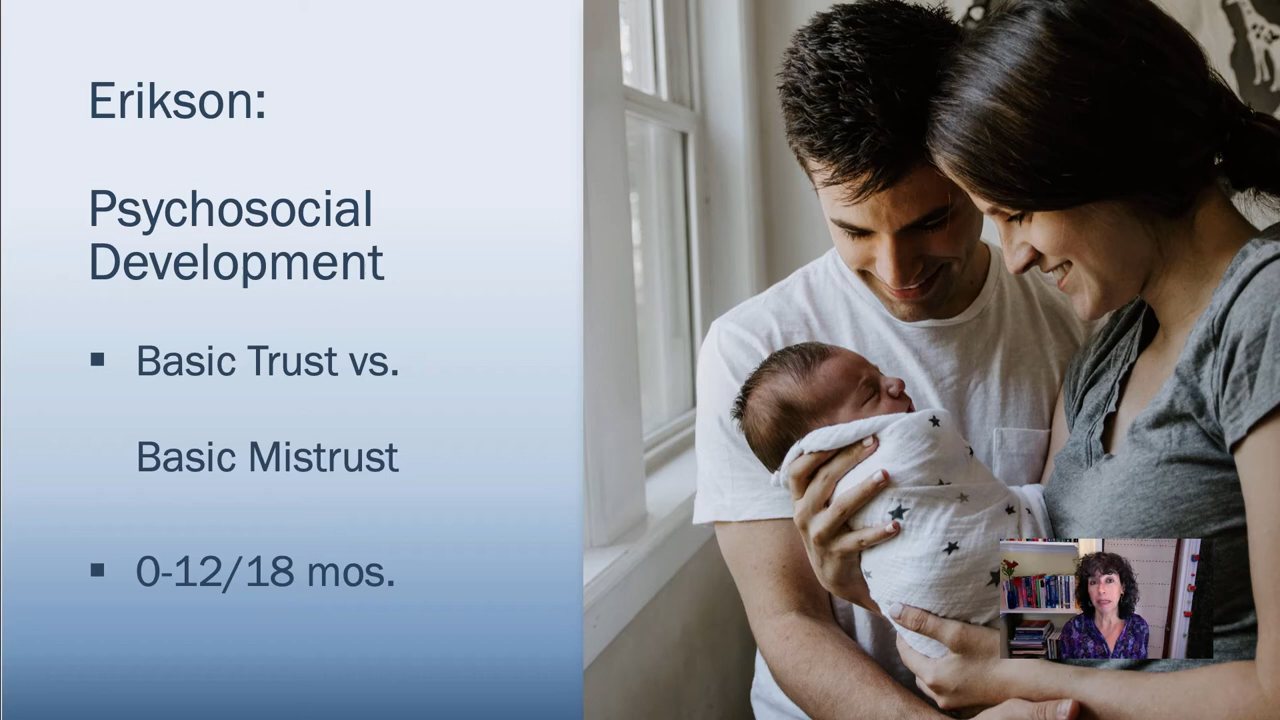 Erikson:
Psychosocial
Development
▪ Basic Trust vs.
Basic Mistrust
▪ 0-12/18 mos.